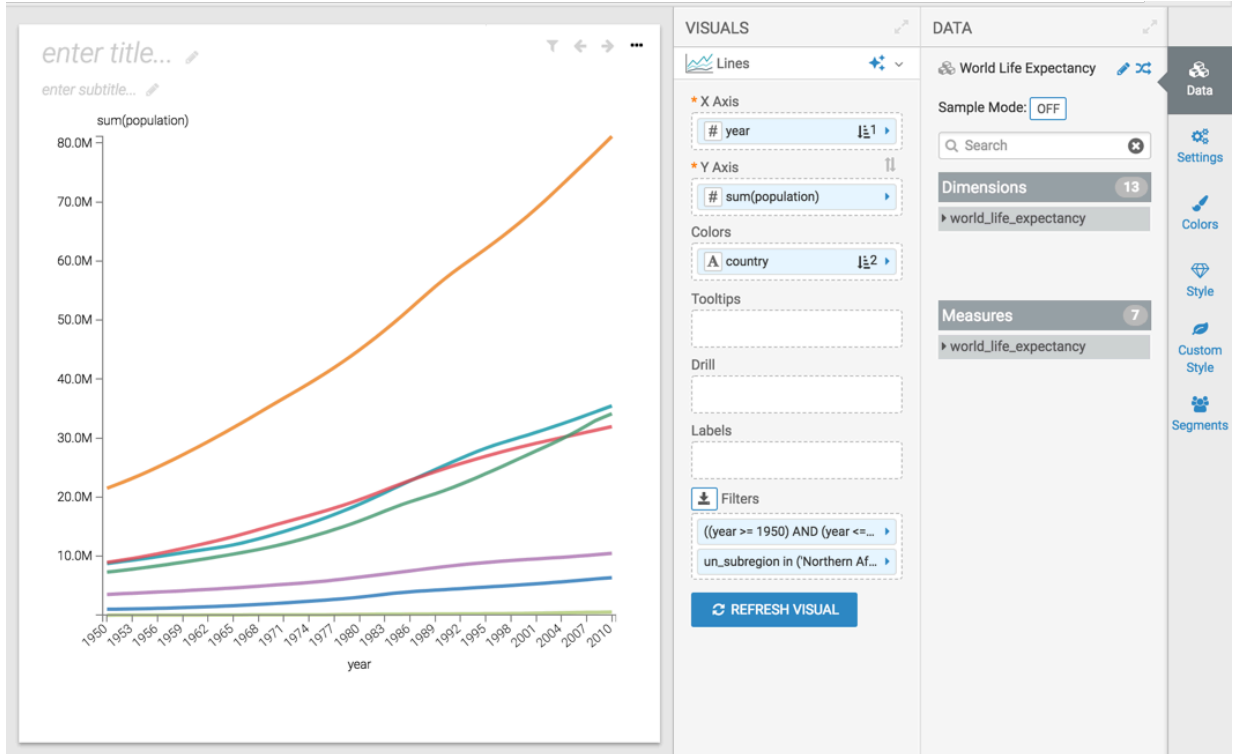 enter title...
enter subtitle...
sum(population)
80.0M
70.0M
60.0M
50.0M
40.0M
30.0M
20.0M
10.0M
1950 1953 1956 1959 1962 1965 1968 1971 1974 1977 1980 1983 1986 1989 1992 1995 1998 2001 2004 2007 2010
year
VISUALS
Lines
* X Axis
# year 1
* Y Axis
# sum(population)
Colors
A country 2
Tooltips
Drill
Labels
Filters
((year >= 1950) AND (year <=...
un_subregion in ('Northern Af...
REFRESH VISUAL
DATA
World Life Expectancy
Sample Mode: OFF
Search
Dimensions 13
world_life_expectancy
Measures 7
world_life_expectancy
Data
Settings
Colors
Style
Custom
Style
Segments